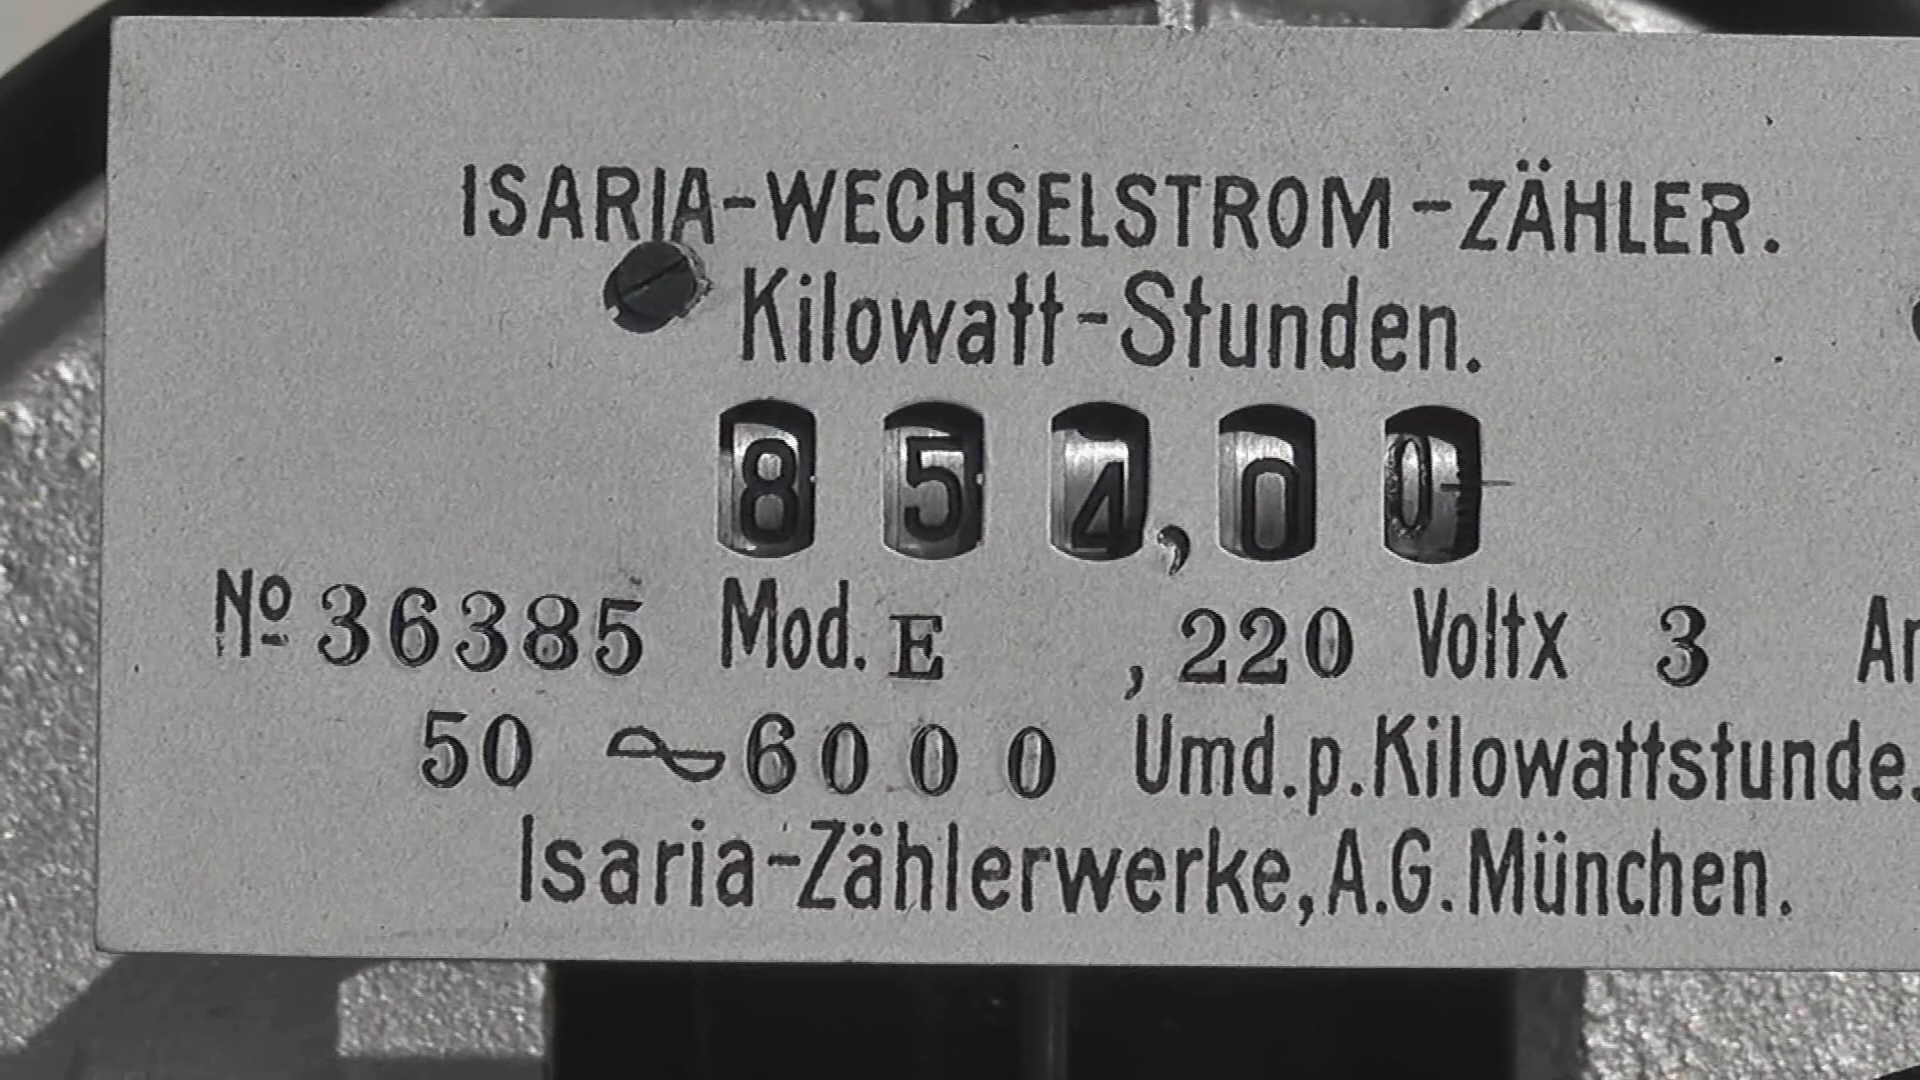 ISARIA-WECHSELSTROM-ZÄHLER.
Kilowatt-Stunden.
854,00
No 36385 Mod. E , 220 Voltx 3
50 ~ 6000 Umd.p.Kilowattstunde.
Isaria-Zählerwerke, A.G. München.